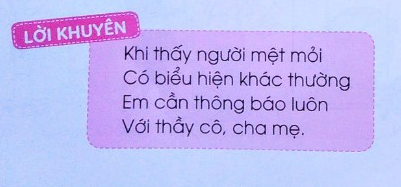 LỜI KHUYÊN
Khi thấy người mệt mỏi
Có biểu hiện khác thường
Em cần thông báo luôn
Với thầy cô, cha mẹ.